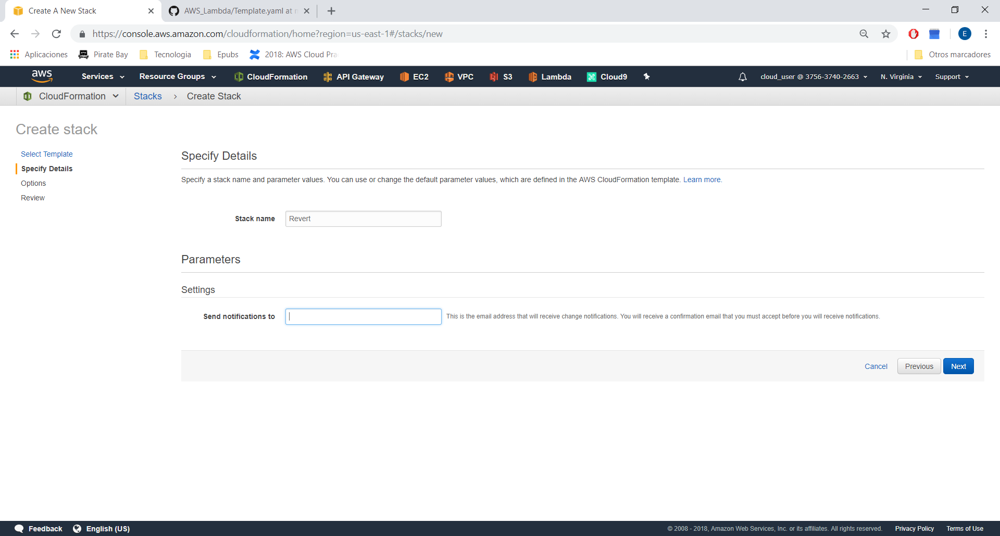 Create A New Stack
AWS_Lambda/Template.yaml at
https://console.aws.amazon.com/cloudformation/home?region=us-east-1#/stacks/new
E
Aplicaciones Pirate Bay Tecnologia Epubs 2018: AWS Cloud Pra Otros marcadores
aws Services Resource Groups CloudFormation API Gateway EC2 VPC S3 Lambda Cloud9 cloud_user @ 3756-3740-2663 N. Virginia Support
CloudFormation Stacks › Create Stack
Create stack
Select Template
Specify Details
Options
Review
Specify Details
Specify a stack name and parameter values. You can use or change the default parameter values, which are defined in the AWS CloudFormation template. Learn more.
Stack name Revert
Parameters
Settings
Send notifications to This is the email address that will receive change notifications. You will receive a confirmation email that you must accept before you will receive notifications.
Cancel Previous Next
Feedback English (US) © 2008 - 2018, Amazon Web Services, Inc. or its affiliates. All rights reserved. Privacy Policy Terms of Use